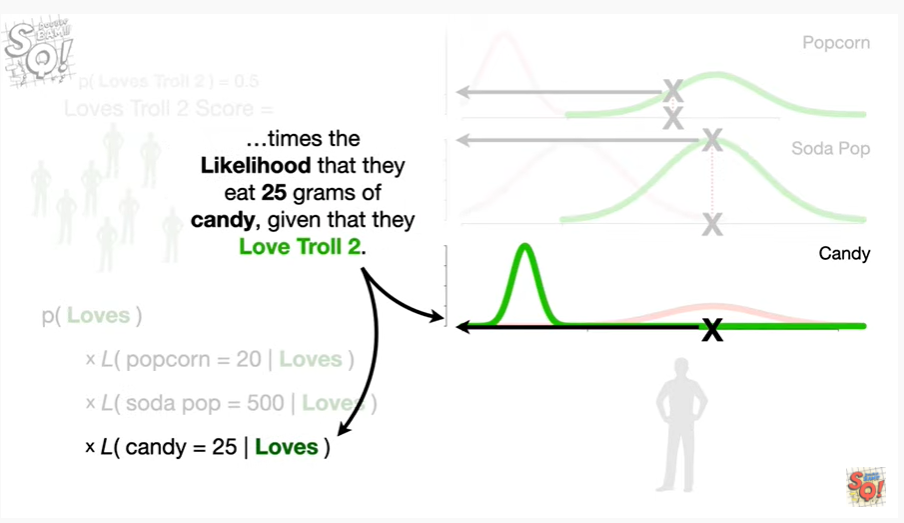 p( Loves Troll 2 ) = 0.5
Loves Troll 2 Score =
…times the
Likelihood that they
eat 25 grams of
candy, given that they
Love Troll 2.
p( Loves )
x L( popcorn = 20 | Loves )
x L( soda pop = 500 | Loves )
x L( candy = 25 | Loves )
Popcorn
X
X
Soda Pop
X
X
Candy
X
SQ!